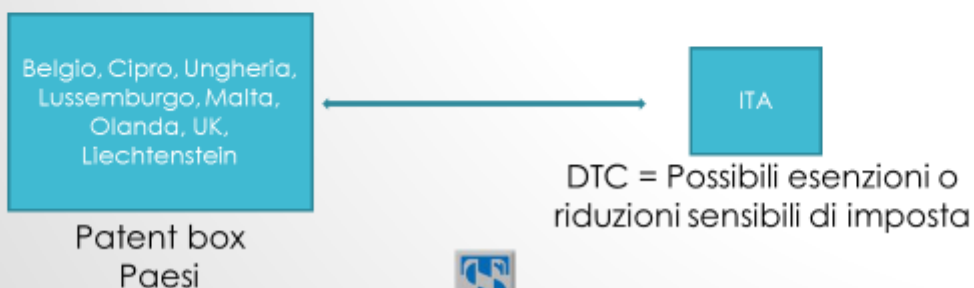 Belgio, Cipro, Ungheria,
Lussemburgo, Malta,
Olanda, UK,
Liechtenstein
ITA
DTC = Possibili esenzioni o
riduzioni sensibili di imposta
Patent box
Paesi